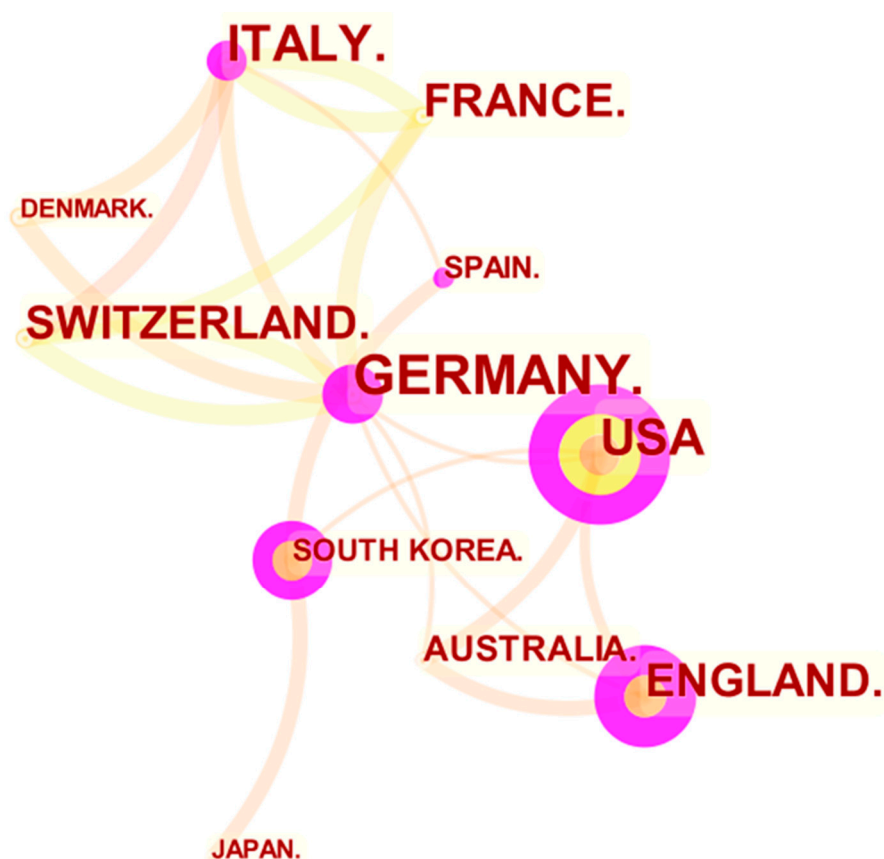 ITALY.
FRANCE.
DENMARK.
SPAIN.
SWITZERLAND.
GERMANY.
USA
SOUTH KOREA.
AUSTRALIA.
ENGLAND.
JAPAN.